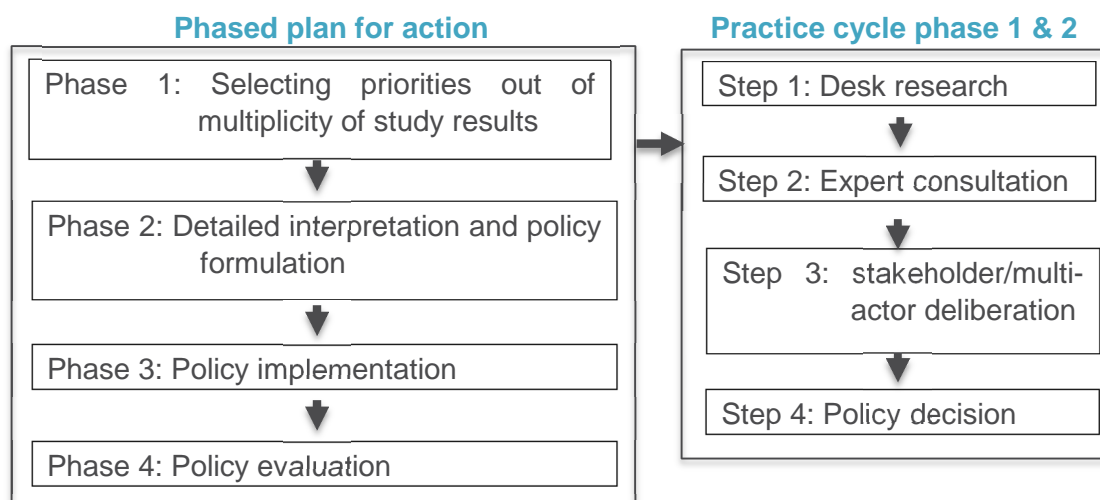 Phased plan for action
Phase 1: Selecting priorities out of
multiplicity of study results
Phase 2: Detailed interpretation and policy
formulation
Phase 3: Policy implementation
Phase 4: Policy evaluation
Practice cycle phase 1 & 2
Step 1: Desk research
Step 2: Expert consultation
Step 3: stakeholder/multi-
actor deliberation
Step 4: Policy decision